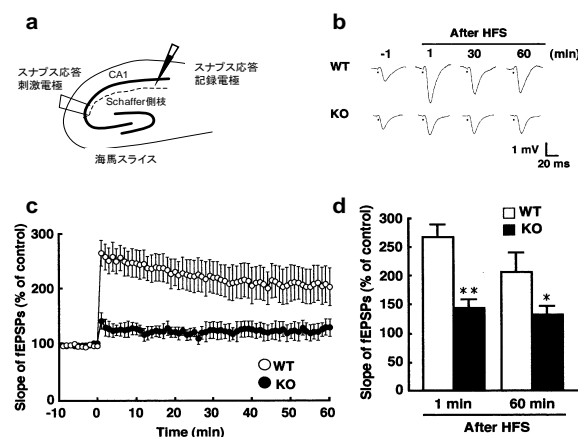 a
CA1
スナプス応答
刺激電極
スナプス応答
記録電極
Schaffer側枝
海馬スライス
b
After HFS
-1 1 30 60 (min)
WT
KO
1 mV
20 ms
c
Slope of fEPSPs (% of control)
300
200
100
0
-10 0 10 20 30 40 50 60
Time (min)
WT
KO
d
Slope of fEPSPs (% of control)
300
250
200
150
100
50
0
WT
KO
**
*
1 min 60 min
After HFS